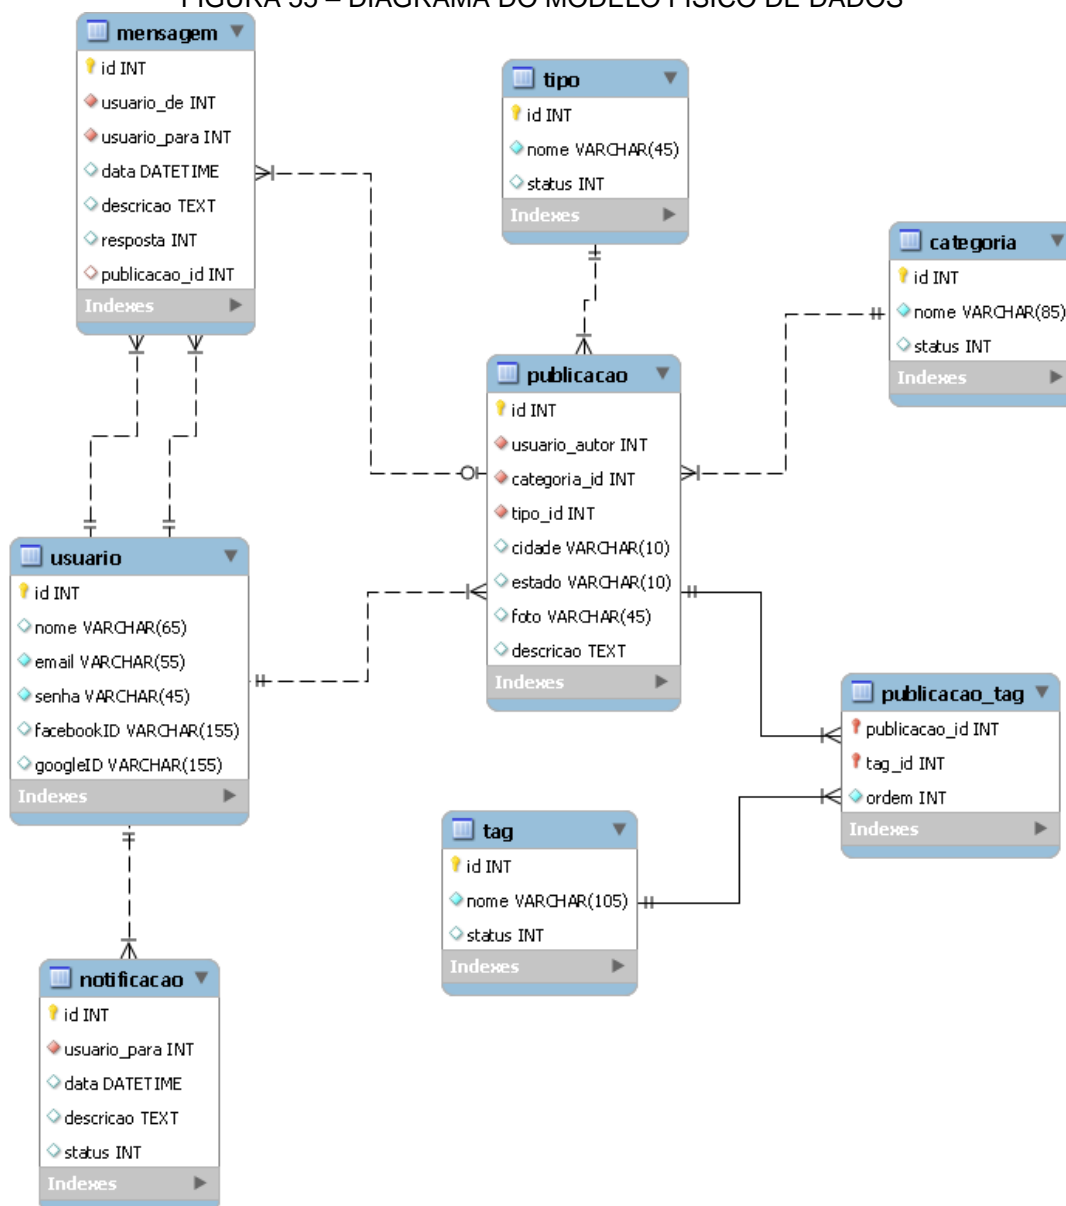 FIGURA 55 – DIAGRAMA DO MODELO FÍSICO DE DADOS
mensagem
id INT
usuario_de INT
usuario_para INT
data DATETIME
descricao TEXT
resposta INT
publicacao_id INT
Indexes
tipo
id INT
nome VARCHAR(45)
status INT
Indexes
categoria
id INT
nome VARCHAR(85)
status INT
Indexes
publicacao
id INT
usuario_autor INT
categoria_id INT
tipo_id INT
cidade VARCHAR(10)
estado VARCHAR(10)
foto VARCHAR(45)
descricao TEXT
Indexes
usuario
id INT
nome VARCHAR(65)
email VARCHAR(55)
senha VARCHAR(45)
facebookID VARCHAR(155)
googleID VARCHAR(155)
Indexes
publicacao_tag
publicacao_id INT
tag_id INT
ordem INT
Indexes
tag
id INT
nome VARCHAR(105)
status INT
Indexes
notificacao
id INT
usuario_para INT
data DATETIME
descricao TEXT
status INT
Indexes